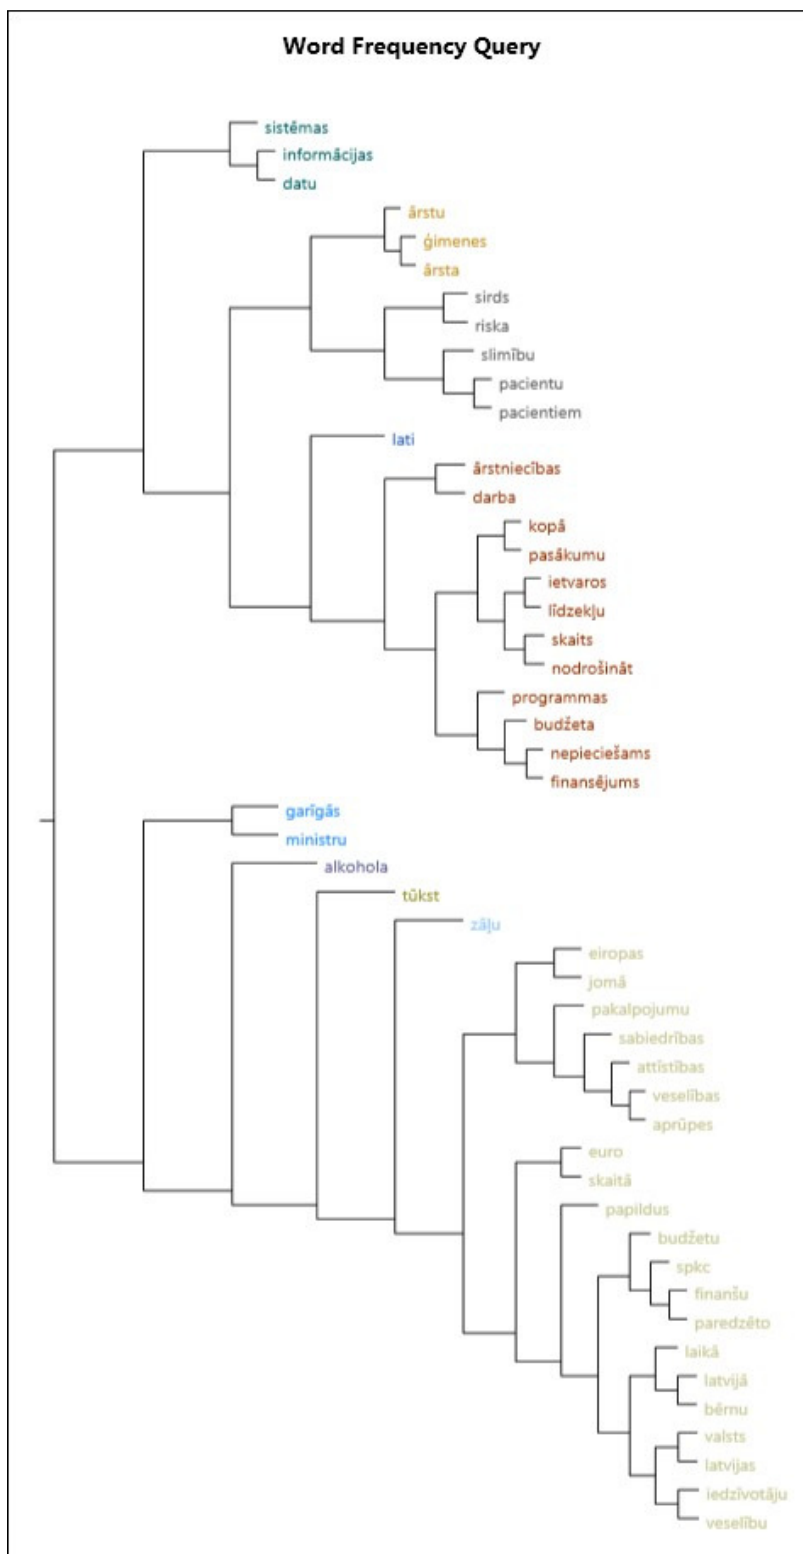 Word Frequency Query
sistēmas
informācijas
datu
ārstu
ģimenes
ārsta
sirds
riska
slimību
pacientu
pacientiem
lati
ārstniecības
darba
kopā
pasākumu
ietvaros
līdzekļu
skaits
nodrošināt
programmas
budžeta
nepieciešams
finansējums
garīgās
ministru
alkohola
tūkst
zāļu
eiropas
jomā
pakalpojumu
sabiedrības
attīstības
veselības
aprūpes
euro
skaitā
papildus
budžetu
spkc
finanšu
paredzēto
laikā
latvijā
bērnu
valsts
latvijas
iedzīvotāju
veselību